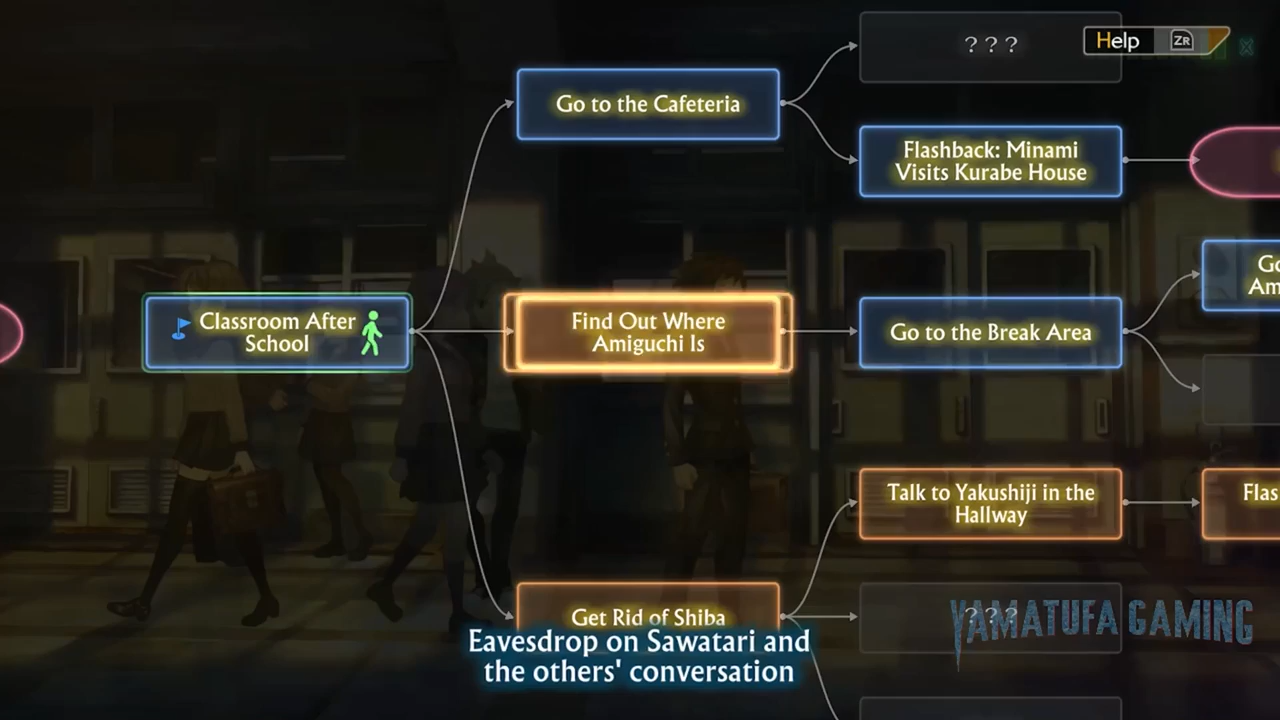 ? ? ?
Help
ZR
Go to the Cafeteria
Flashback: Minami
Visits Kurabe House
Classroom After
School
Find Out Where
Amiguchi Is
Go to the Break Area
Talk to Yakushiji in the
Hallway
Get Rid of Shiba
? ? ?
Eavesdrop on Sawatari and
the others' conversation
YAMATUFA GAMING